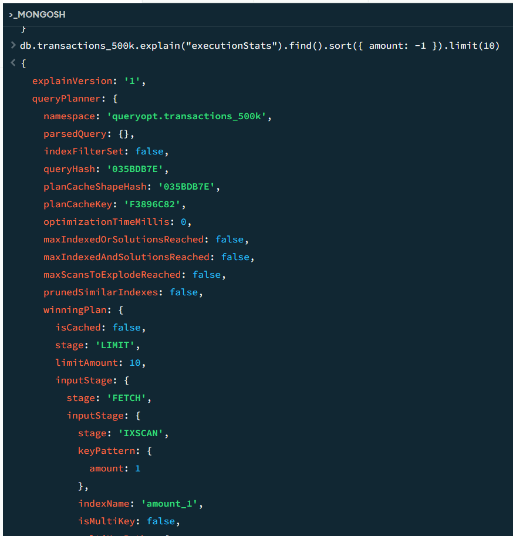 >_MONGOSH
}
> db.transactions_500k.explain("executionStats").find().sort({ amount: -1 }).limit(10)
< {
explainVersion: '1',
queryPlanner: {
namespace: 'queryopt.transactions_500k',
parsedQuery: {},
indexFilterSet: false,
queryHash: '035BDB7E',
planCacheShapeHash: '035BDB7E',
planCacheKey: 'F3896C82',
optimizationTimeMillis: 0,
maxIndexedOrSolutionsReached: false,
maxIndexedAndSolutionsReached: false,
maxScansToExplodeReached: false,
prunedSimilarIndexes: false,
winningPlan: {
isCached: false,
stage: 'LIMIT',
limitAmount: 10,
inputStage: {
stage: 'FETCH',
inputStage: {
stage: 'IXSCAN',
keyPattern: {
amount: 1
},
indexName: 'amount_1',
isMultiKey: false,